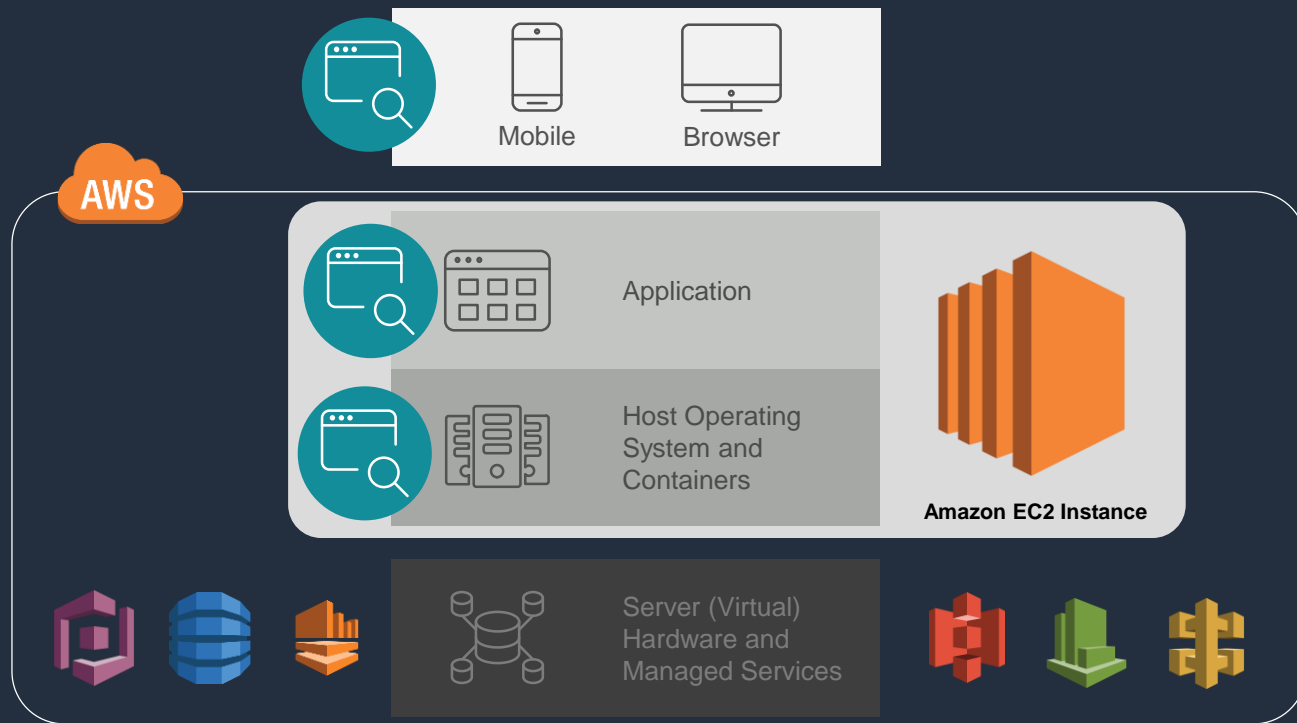 Mobile
Browser
AWS
Application
Host Operating
System and
Containers
Amazon EC2 Instance
Server (Virtual)
Hardware and
Managed Services